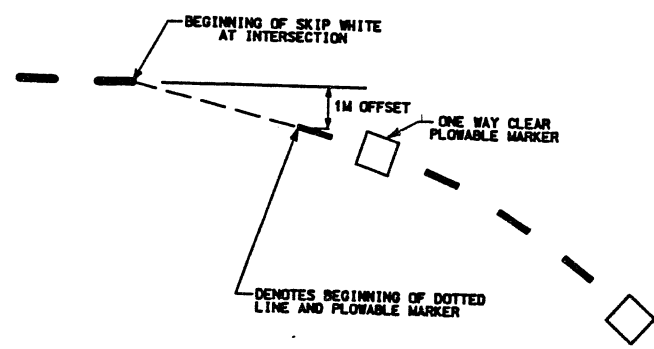 BEGINNING OF SKIP WHITE
AT INTERSECTION
1M OFFSET
ONE WAY CLEAR
PLOWABLE MARKER
DENOTES BEGINNING OF DOTTED
LINE AND PLOWABLE MARKER